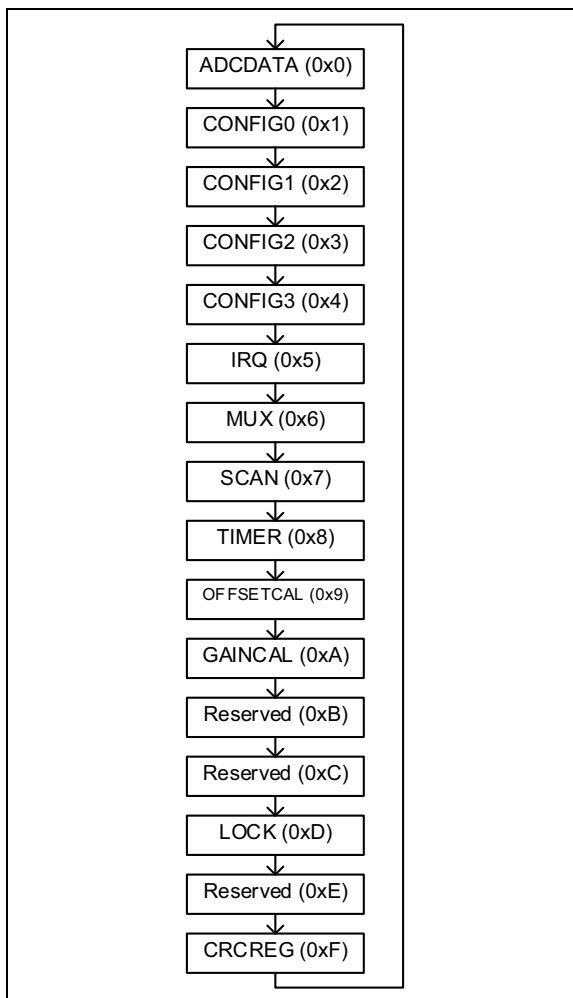 ADCDATA (0x0)
CONFIG0 (0x1)
CONFIG1 (0x2)
CONFIG2 (0x3)
CONFIG3 (0x4)
IRQ (0x5)
MUX (0x6)
SCAN (0x7)
TIMER (0x8)
OFFSETCAL (0x9)
GAINCAL (0xA)
Reserved (0xB)
Reserved (0xC)
LOCK (0xD)
Reserved (0xE)
CRCREG (0xF)